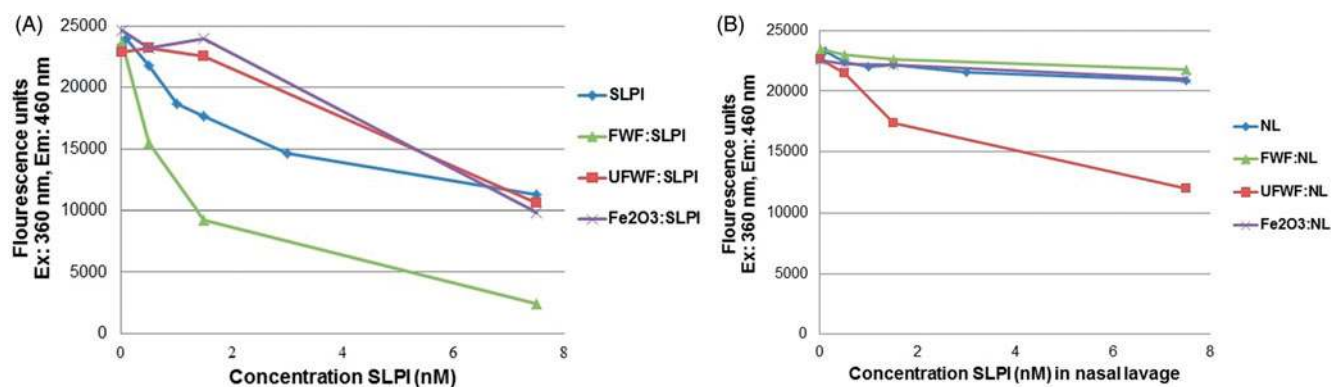 (A)
Flourescence units
Ex: 360 nm, Em: 460 nm
25000
20000
15000
10000
5000
0
0 2 4 6 8
Concentration SLPI (nM)
SLPI
FWF:SLPI
UFWF:SLPI
Fe2O3:SLPI
(B)
Flourescence units
Ex: 360 nm, Em: 460 nm
25000
20000
15000
10000
5000
0
0 2 4 6 8
Concentration SLPI (nM) in nasal lavage
NL
FWF:NL
UFWF:NL
Fe2O3:NL